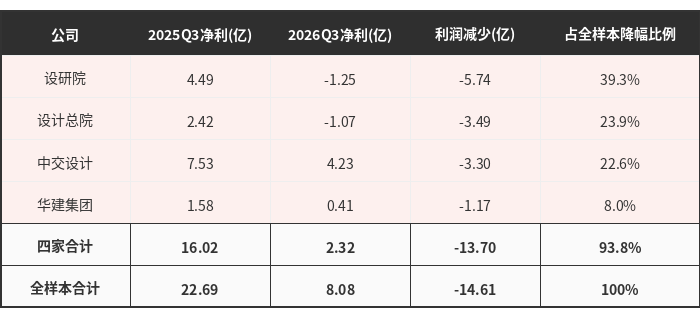 公司 2025Q3净利(亿) 2026Q3净利(亿) 利润减少(亿) 占全样本降幅比例
设研院 4.49 -1.25 -5.74 39.3%
设计总院 2.42 -1.07 -3.49 23.9%
中交设计 7.53 4.23 -3.30 22.6%
华建集团 1.58 0.41 -1.17 8.0%
四家合计 16.02 2.32 -13.70 93.8%
全样本合计 22.69 8.08 -14.61 100%